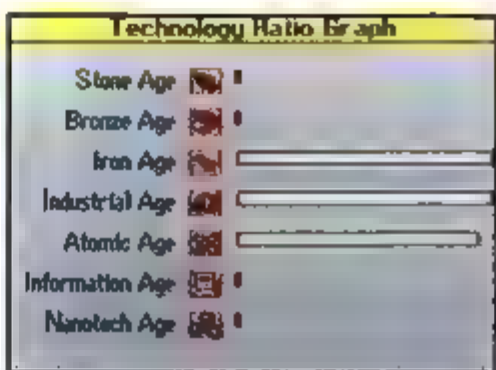 Technology Ratio Graph
Stone Age
Bronze Age
Iron Age
Industrial Age
Atomic Age
Information Age
Nanotech Age